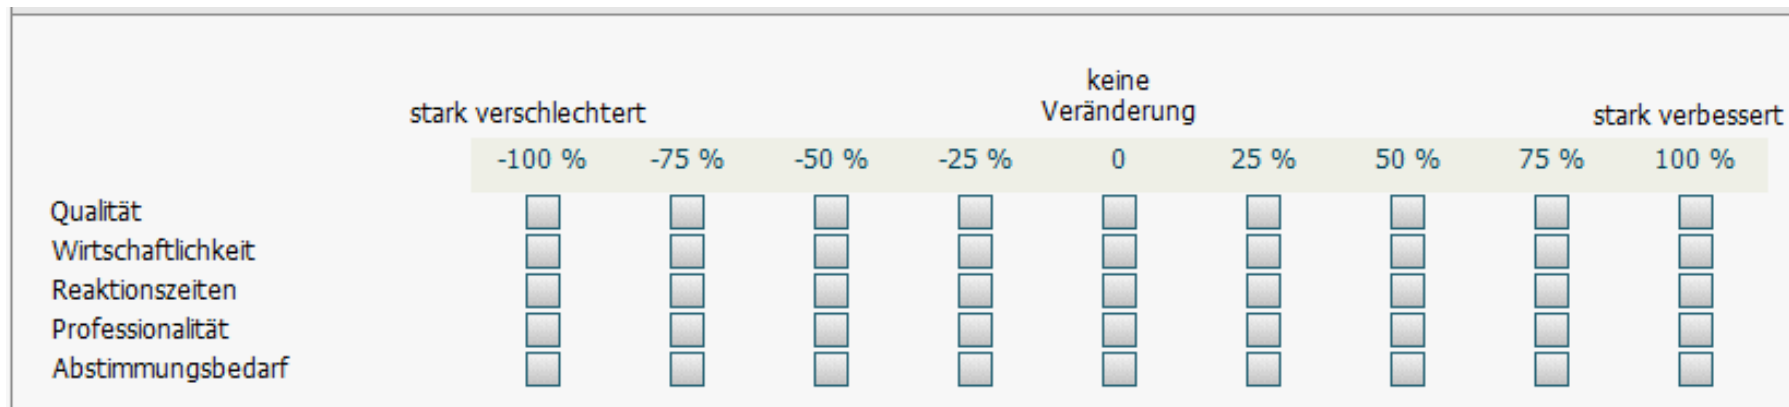 keine
stark verschlechtert Veränderung stark verbessert
-100 % -75 % -50 % -25 % 0 25 % 50 % 75 % 100 %
Qualität
Wirtschaftlichkeit
Reaktionszeiten
Professionalität
Abstimmungsbedarf